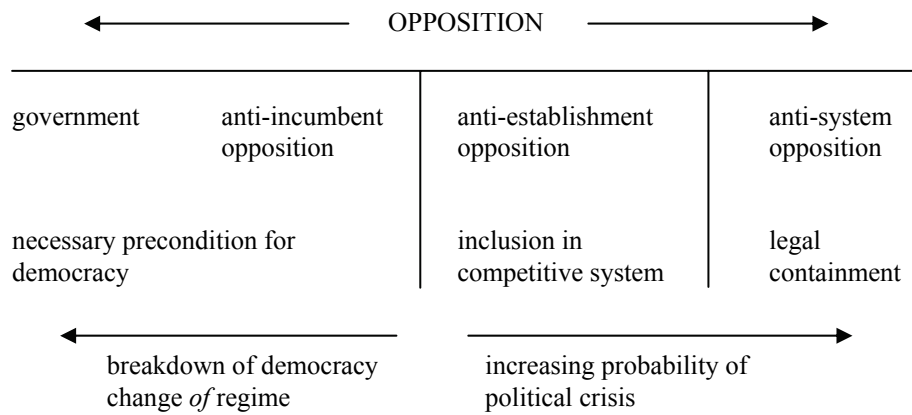 OPPOSITION
government anti-incumbent anti-establishment anti-system
opposition opposition opposition
necessary precondition for inclusion in legal
democracy competitive system containment
breakdown of democracy increasing probability of
change of regime political crisis